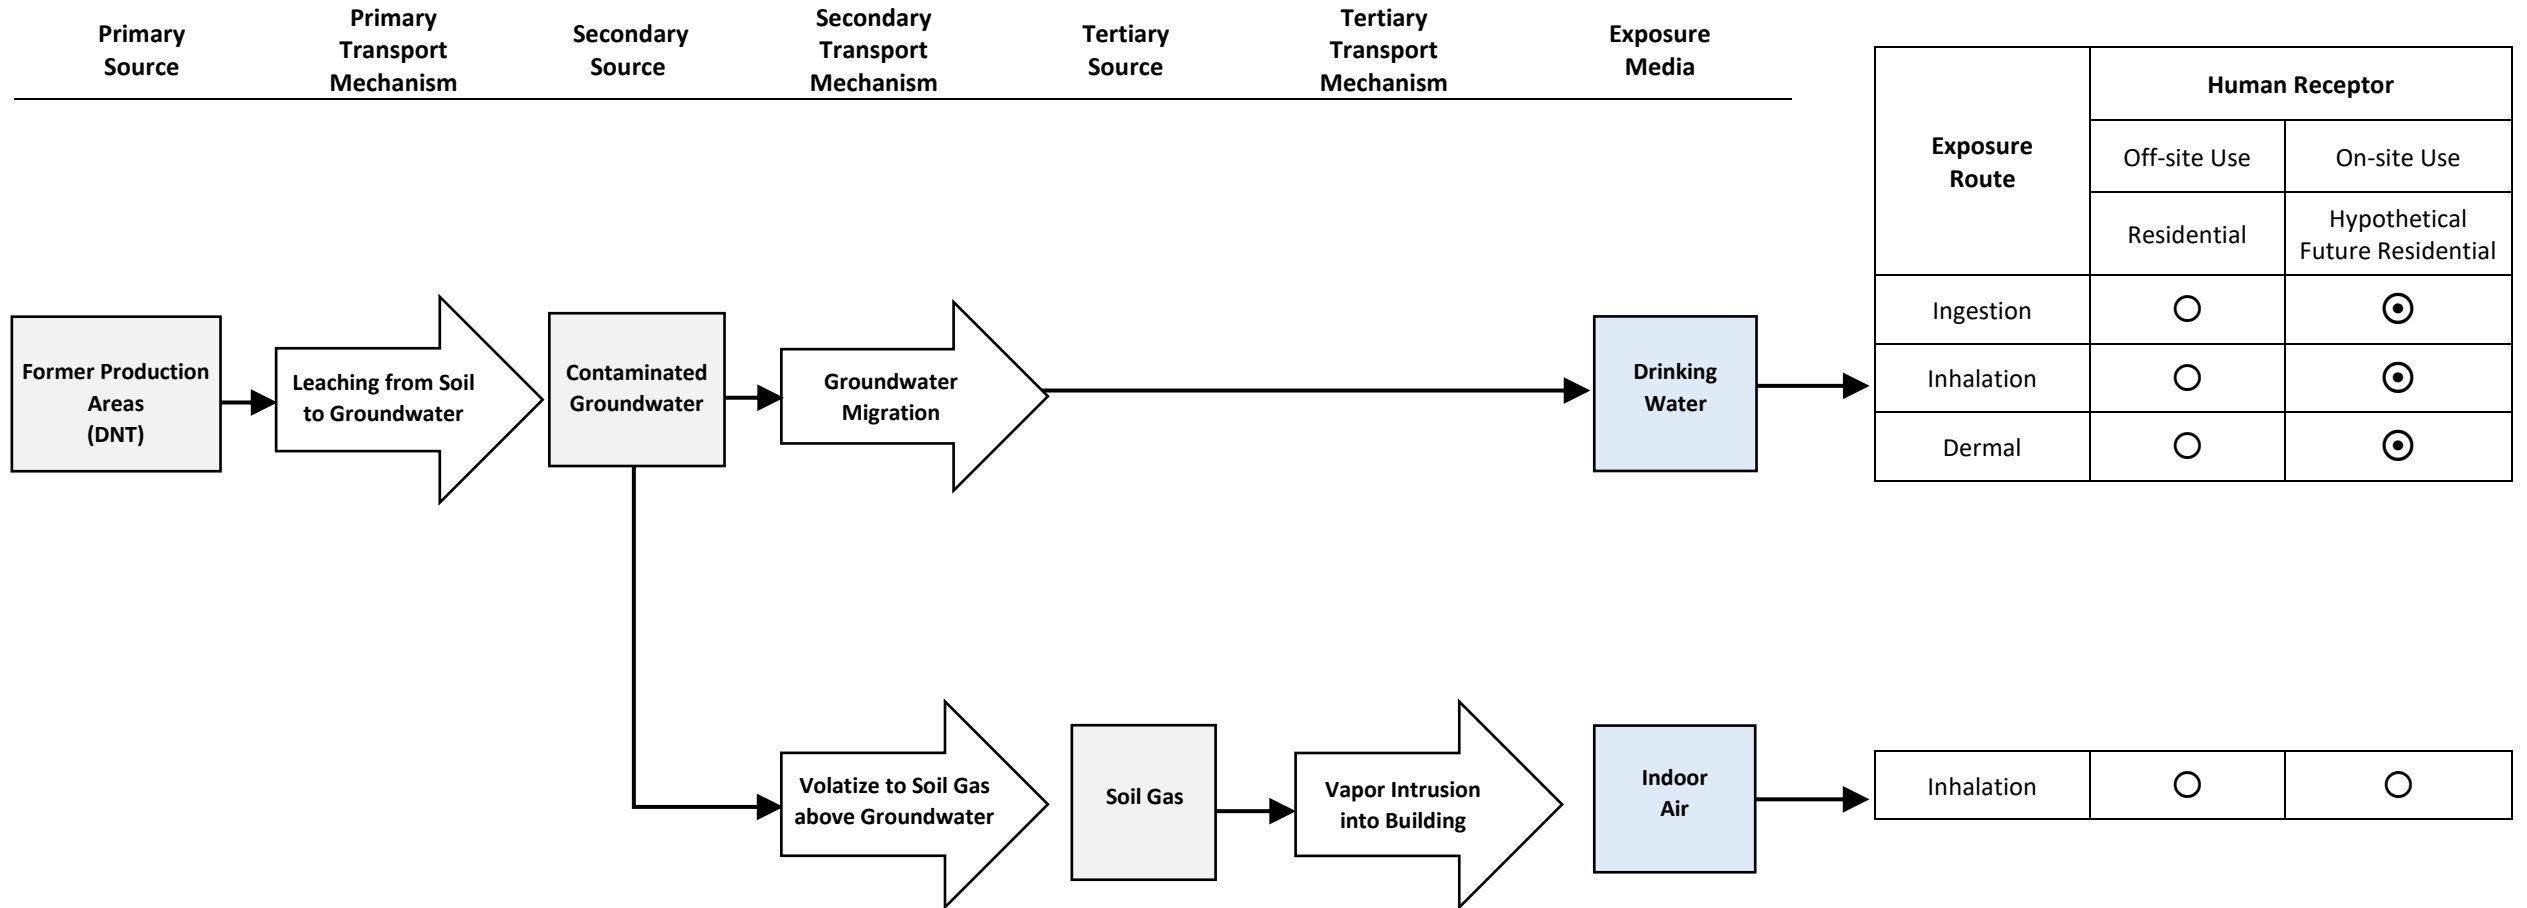 Primary
Source
Primary
Transport
Mechanism
Secondary
Source
Secondary
Transport
Mechanism
Tertiary
Source
Tertiary
Transport
Mechanism
Exposure
Media
Exposure
Route
Human Receptor
Off-site Use
On-site Use
Residential
Hypothetical
Future Residential
Ingestion
Inhalation
Dermal
Former Production
Areas
(DNT)
Leaching from Soil
to Groundwater
Contaminated
Groundwater
Groundwater
Migration
Drinking
Water
Volatize to Soil Gas
above Groundwater
Soil Gas
Vapor Intrusion
into Building
Indoor
Air
Inhalation